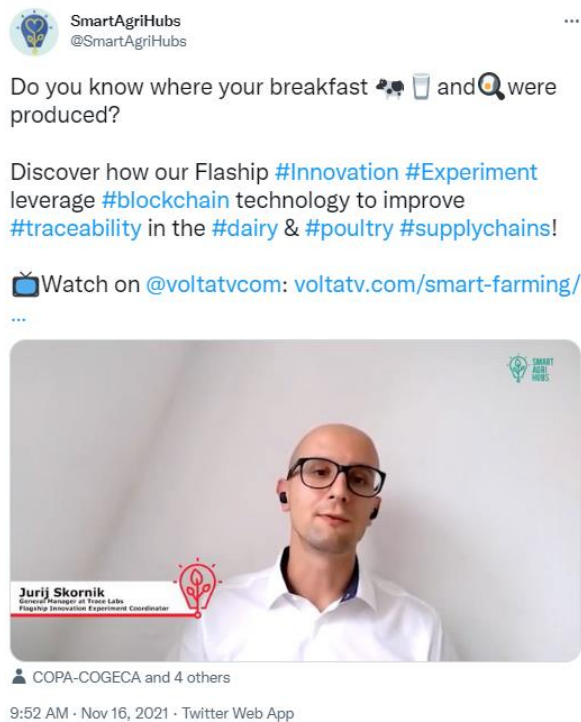 SmartAgriHubs
@SmartAgriHubs
...
Do you know where your breakfast 🐄🥛 and🍳were
produced?
Discover how our Flaship #Innovation #Experiment
leverage #blockchain technology to improve
#traceability in the #dairy & #poultry #supplychains!
📺Watch on @voltatvcom: voltatv.com/smart-farming/
...
SMART
AGRI
HUBS
Jurij Skornik
General Manager at Trace Labs
Flagship Innovation Experiment Coordinator
COPA-COGECA and 4 others
9:52 AM · Nov 16, 2021 · Twitter Web App